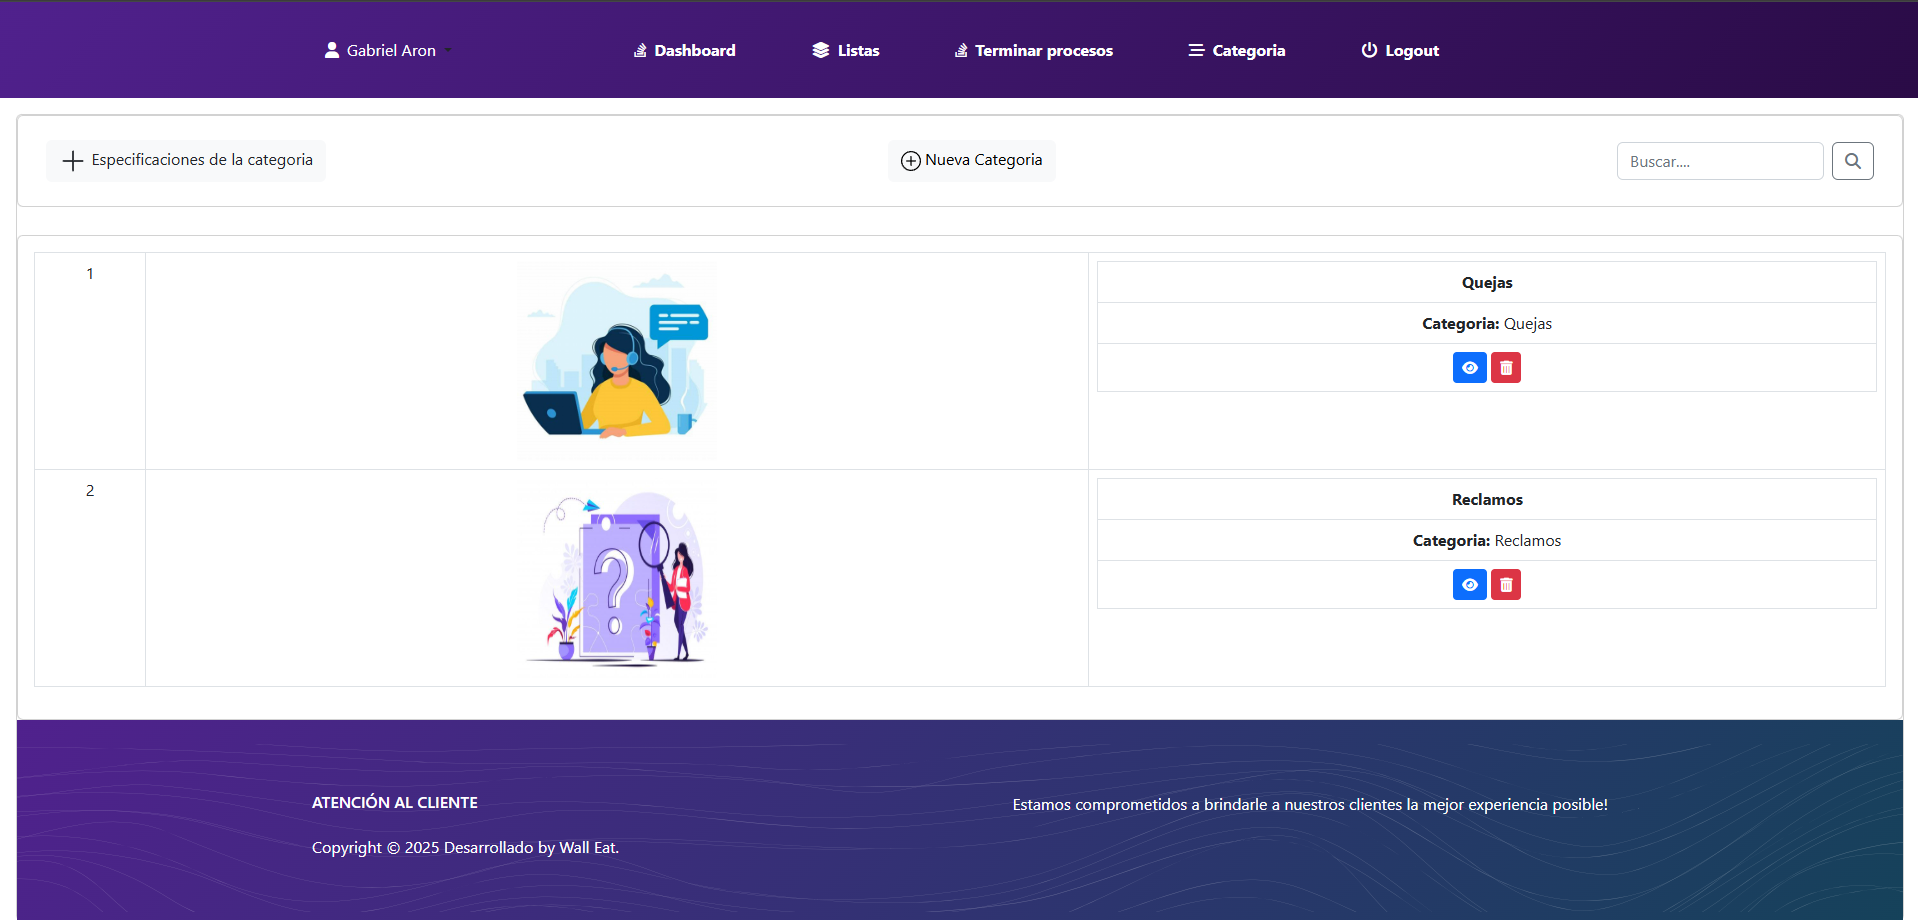 Gabriel Aron
Dashboard
Listas
Terminar procesos
Categoria
Logout
Especificaciones de la categoria
Nueva Categoria
Buscar....
1
Quejas
Categoria: Quejas
2
?
Reclamos
Categoria: Reclamos
ATENCIÓN AL CLIENTE
Estamos comprometidos a brindarle a nuestros clientes la mejor experiencia posible!
Copyright © 2025 Desarrollado by Wall Eat.